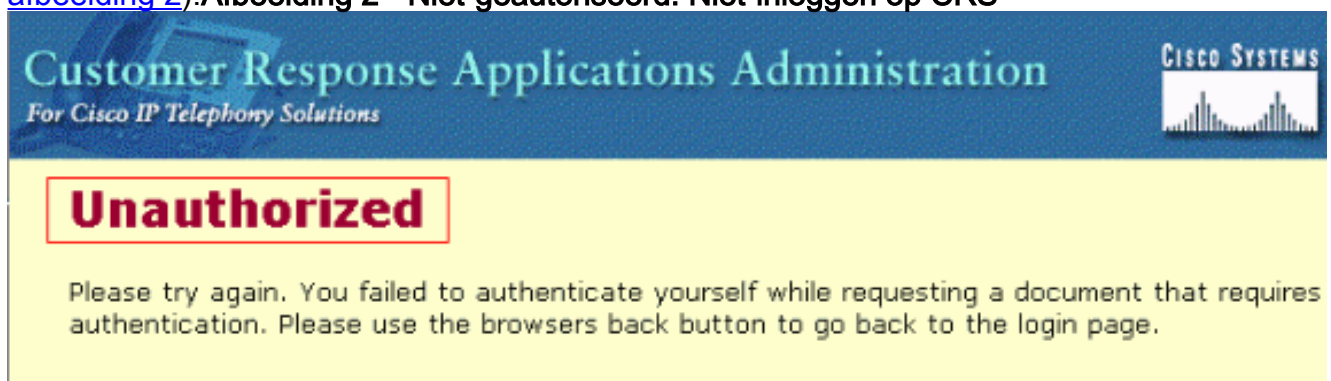 afbeelding 2).Afbeelding 2 - Niet geautoriseerd: Niet inloggen op CRS
Customer Response Applications Administration
For Cisco IP Telephony Solutions
CISCO SYSTEMS
Unauthorized
Please try again. You failed to authenticate yourself while requesting a document that requires
authentication. Please use the browsers back button to go back to the login page.